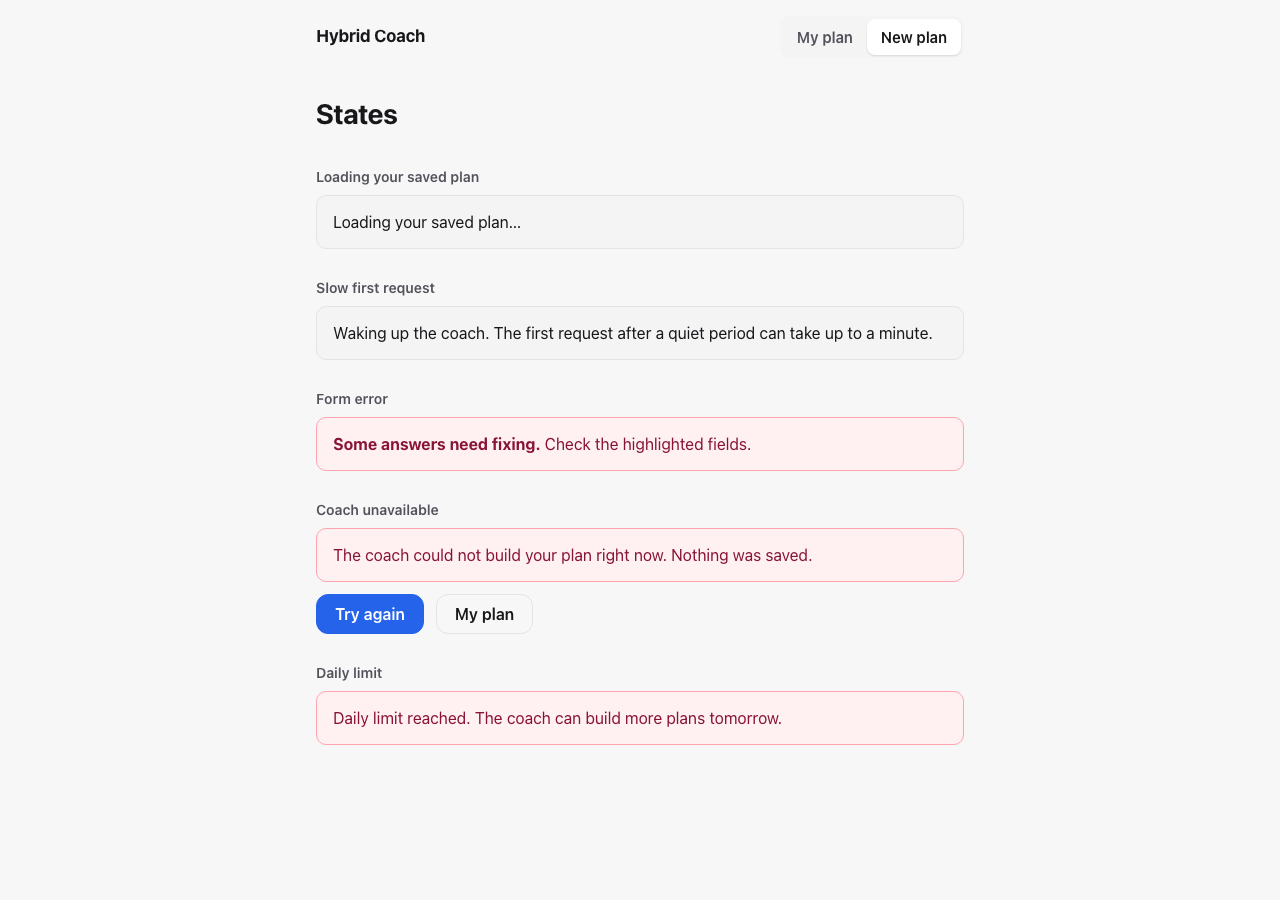 Hybrid Coach
My plan
New plan
States
Loading your saved plan
Loading your saved plan...
Slow first request
Waking up the coach. The first request after a quiet period can take up to a minute.
Form error
Some answers need fixing. Check the highlighted fields.
Coach unavailable
The coach could not build your plan right now. Nothing was saved.
Try again
My plan
Daily limit
Daily limit reached. The coach can build more plans tomorrow.